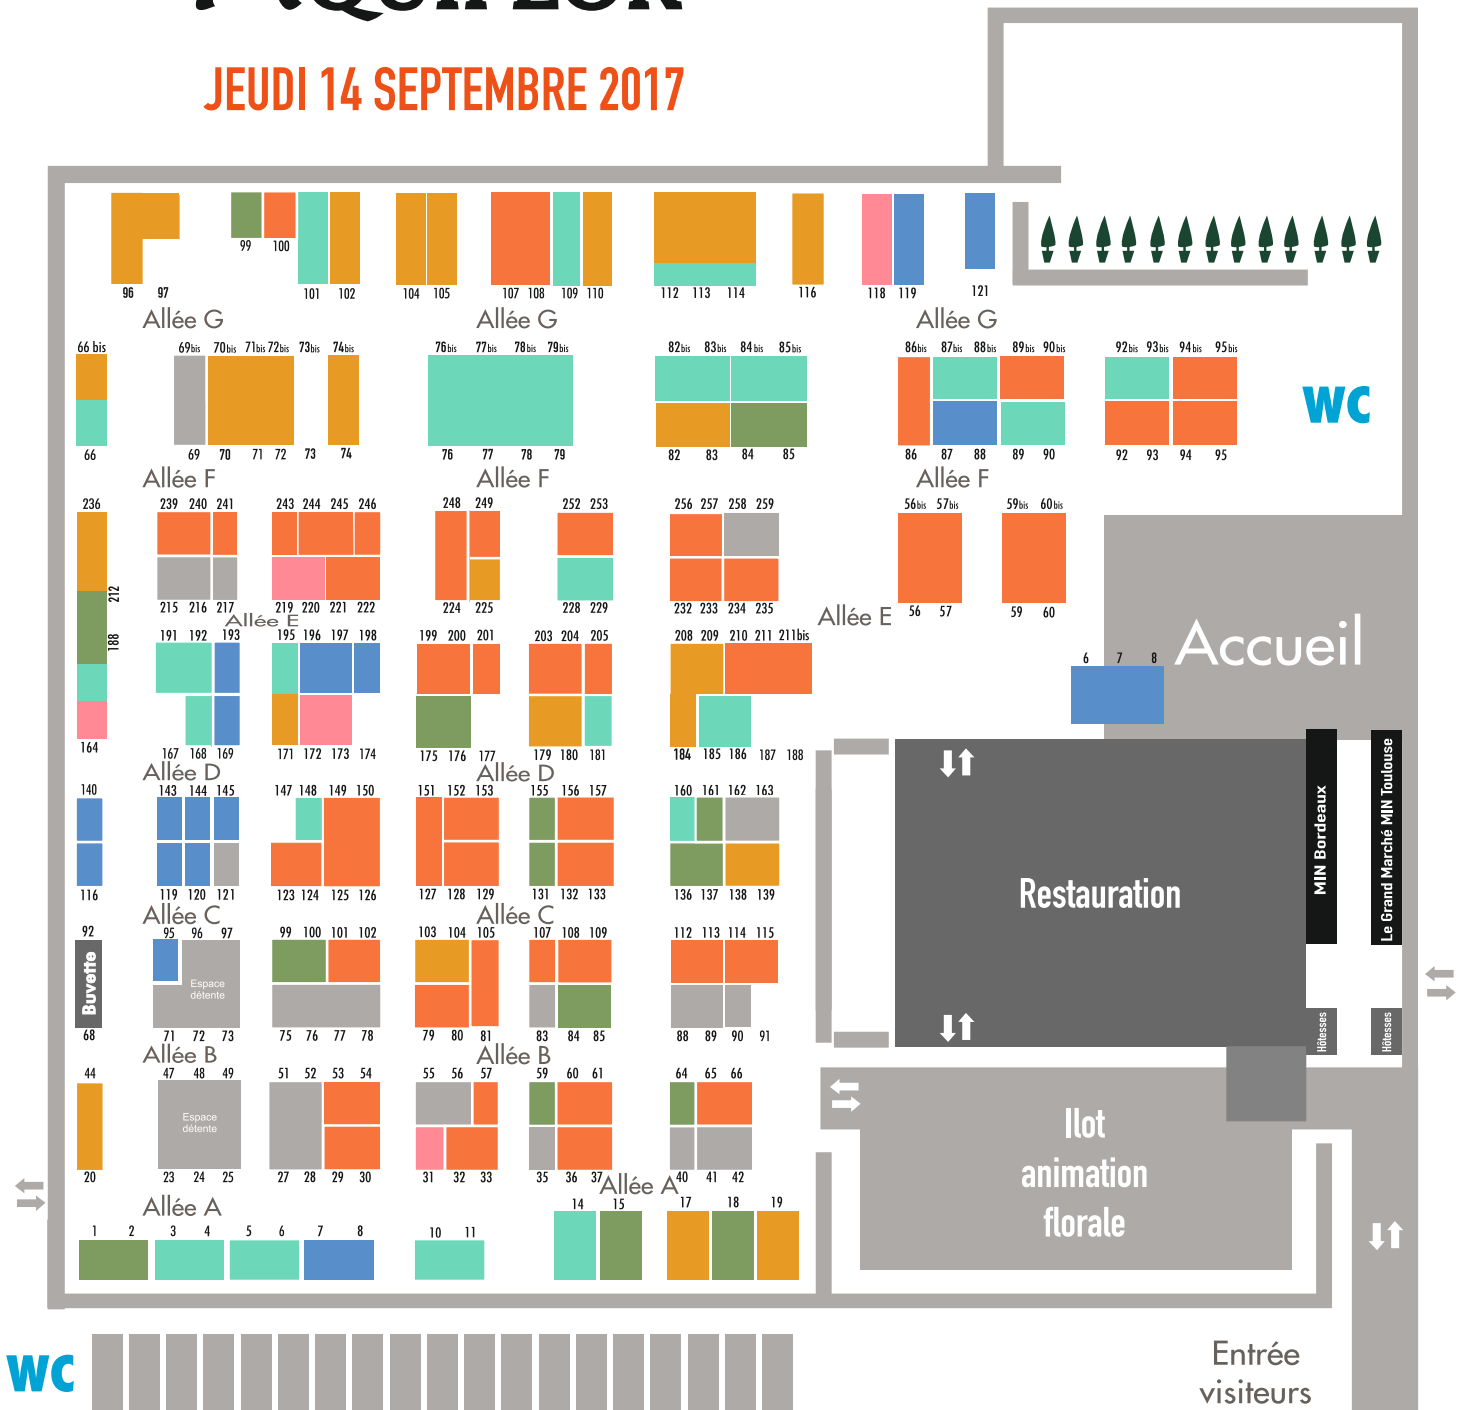 JEUDI 14 SEPTEMBRE 2017
99 100
96 97 101 102 104 105 107 108 109 110 112 113 114 116 118 119 121
Allée G Allée G Allée G
66 bis 69bis 70bis 71bis 72bis 73bis 74bis 76bis 77bis 78bis 79bis 82bis 83bis 84bis 85bis 86bis 87bis 88bis 89bis 90bis 92bis 93bis 94bis 95bis
WC
66 69 70 71 72 73 74 76 77 78 79 82 83 84 85 86 87 88 89 90 92 93 94 95
Allée F Allée F Allée F
236 239 240 241 243 244 245 246 248 249 252 253 256 257 258 259 56bis 57bis 59bis 60bis
212
215 216 217 219 220 221 222 224 225 228 229 232 233 234 235 56 57 59 60
Allée E Allée E
Accueil
188
191 192 193 195 196 197 198 199 200 201 203 204 205 208 209 210 211 211bis
6 7 8
164 167 168 169 171 172 173 174 175 176 177 179 180 181 184 185 186 187 188
Allée D Allée D
140 143 144 145 147 148 149 150 151 152 153 155 156 157 160 161 162 163
MIN Bordeaux
Le Grand Marché MIN Toulouse
Restauration
116 119 120 121 123 124 125 126 127 128 129 131 132 133 136 137 138 139
Allée C Allée C
92 95 96 97 99 100 101 102 103 104 105 107 108 109 112 113 114 115
Buvette
Espace
détente
68 71 72 73 75 76 77 78 79 80 81 83 84 85 88 89 90 91
Hôtesses
Hôtesses
Allée B Allée B
44 47 48 49 51 52 53 54 55 56 57 59 60 61 64 65 66
Espace
détente
Ilot
animation
florale
20 23 24 25 27 28 29 30 31 32 33 35 36 37 40 41 42
Allée A Allée A
1 2 3 4 5 6 7 8 10 11 14 15 17 18 19
WC
Entrée
visiteurs